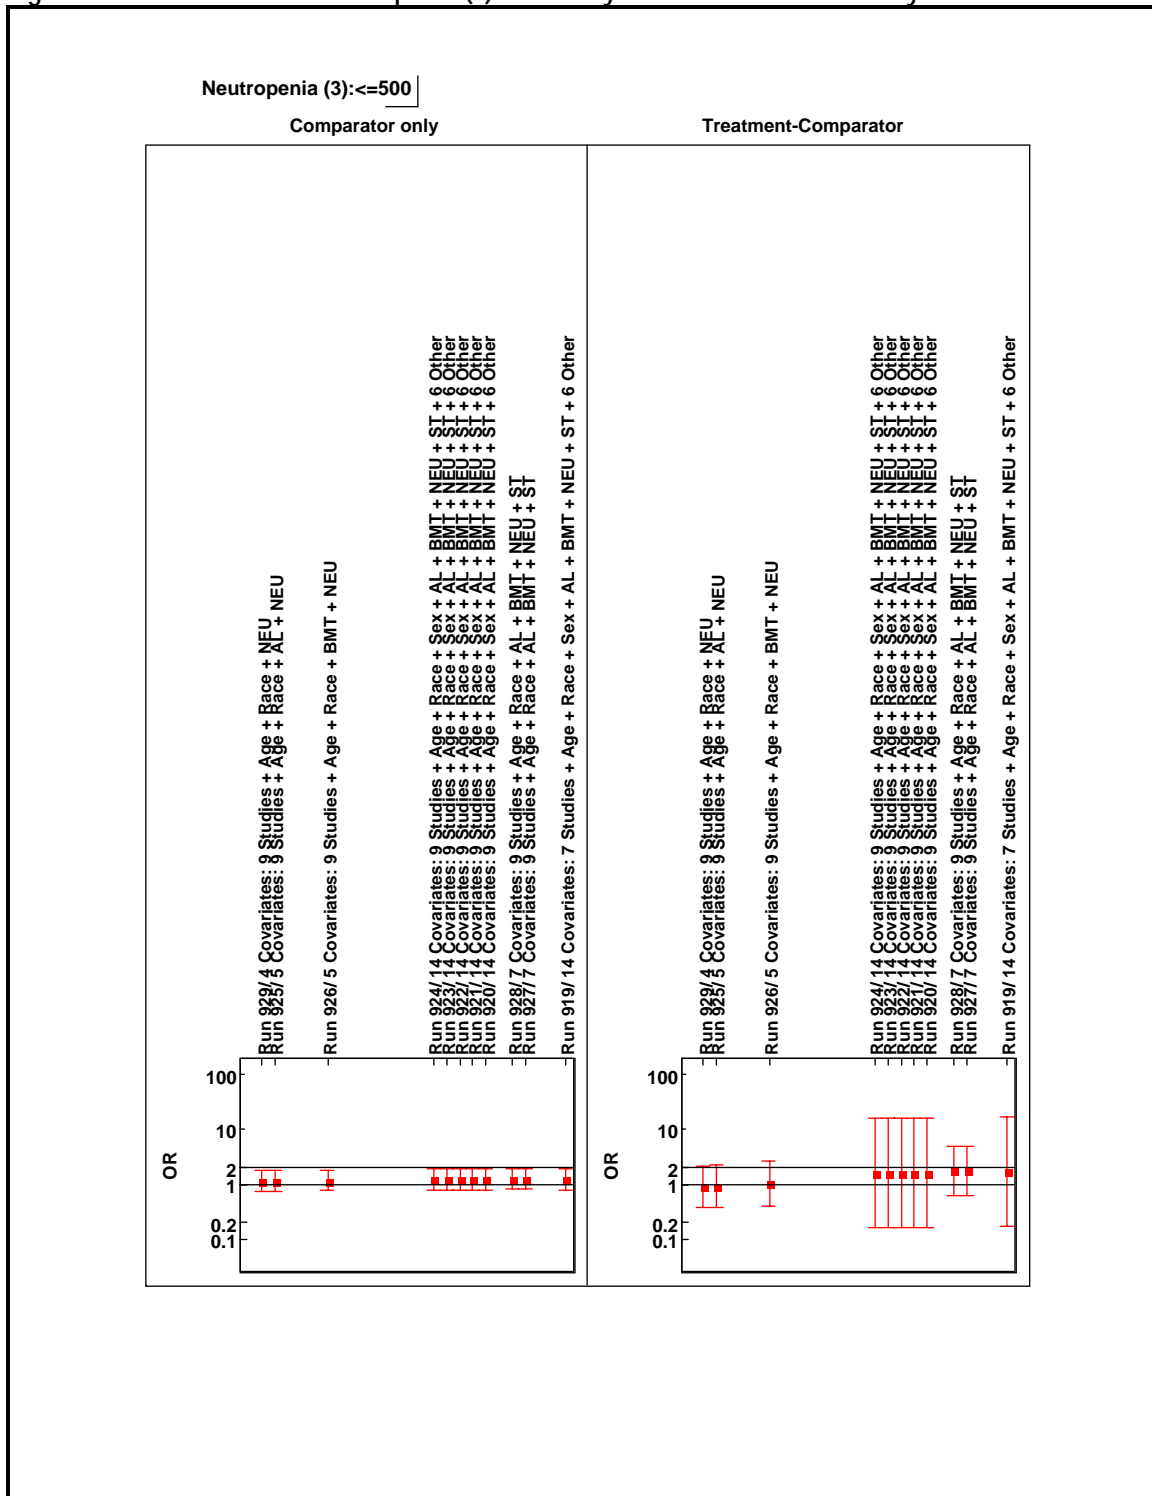 Neutropenia (3):<=500
Comparator only
Treatment-Comparator
Run 929/ 4 Covariates: 9 Studies + Age + Race + NEU
Run 925/ 5 Covariates: 9 Studies + Age + Race + AL + NEU
Run 926/ 5 Covariates: 9 Studies + Age + Race + BMT + NEU
Run 924/ 14 Covariates: 9 Studies + Age + Race + Sex + AL + BMT + NEU + ST + 6 Other
Run 923/ 14 Covariates: 9 Studies + Age + Race + Sex + AL + BMT + NEU + ST + 6 Other
Run 922/ 14 Covariates: 9 Studies + Age + Race + Sex + AL + BMT + NEU + ST + 6 Other
Run 921/ 14 Covariates: 9 Studies + Age + Race + Sex + AL + BMT + NEU + ST + 6 Other
Run 920/ 14 Covariates: 9 Studies + Age + Race + Sex + AL + BMT + NEU + ST + 6 Other
Run 928/ 7 Covariates: 9 Studies + Age + Race + AL + BMT + NEU + ST
Run 927/ 7 Covariates: 9 Studies + Age + Race + AL + BMT + NEU + ST
Run 919/ 14 Covariates: 7 Studies + Age + Race + Sex + AL + BMT + NEU + ST + 6 Other
OR
100
10
2
1
0.2
0.1
Run 929/ 4 Covariates: 9 Studies + Age + Race + NEU
Run 925/ 5 Covariates: 9 Studies + Age + Race + AL + NEU
Run 926/ 5 Covariates: 9 Studies + Age + Race + BMT + NEU
Run 924/ 14 Covariates: 9 Studies + Age + Race + Sex + AL + BMT + NEU + ST + 6 Other
Run 923/ 14 Covariates: 9 Studies + Age + Race + Sex + AL + BMT + NEU + ST + 6 Other
Run 922/ 14 Covariates: 9 Studies + Age + Race + Sex + AL + BMT + NEU + ST + 6 Other
Run 921/ 14 Covariates: 9 Studies + Age + Race + Sex + AL + BMT + NEU + ST + 6 Other
Run 920/ 14 Covariates: 9 Studies + Age + Race + Sex + AL + BMT + NEU + ST + 6 Other
Run 928/ 7 Covariates: 9 Studies + Age + Race + AL + BMT + NEU + ST
Run 927/ 7 Covariates: 9 Studies + Age + Race + AL + BMT + NEU + ST
Run 919/ 14 Covariates: 7 Studies + Age + Race + Sex + AL + BMT + NEU + ST + 6 Other
OR
100
10
2
1
0.2
0.1